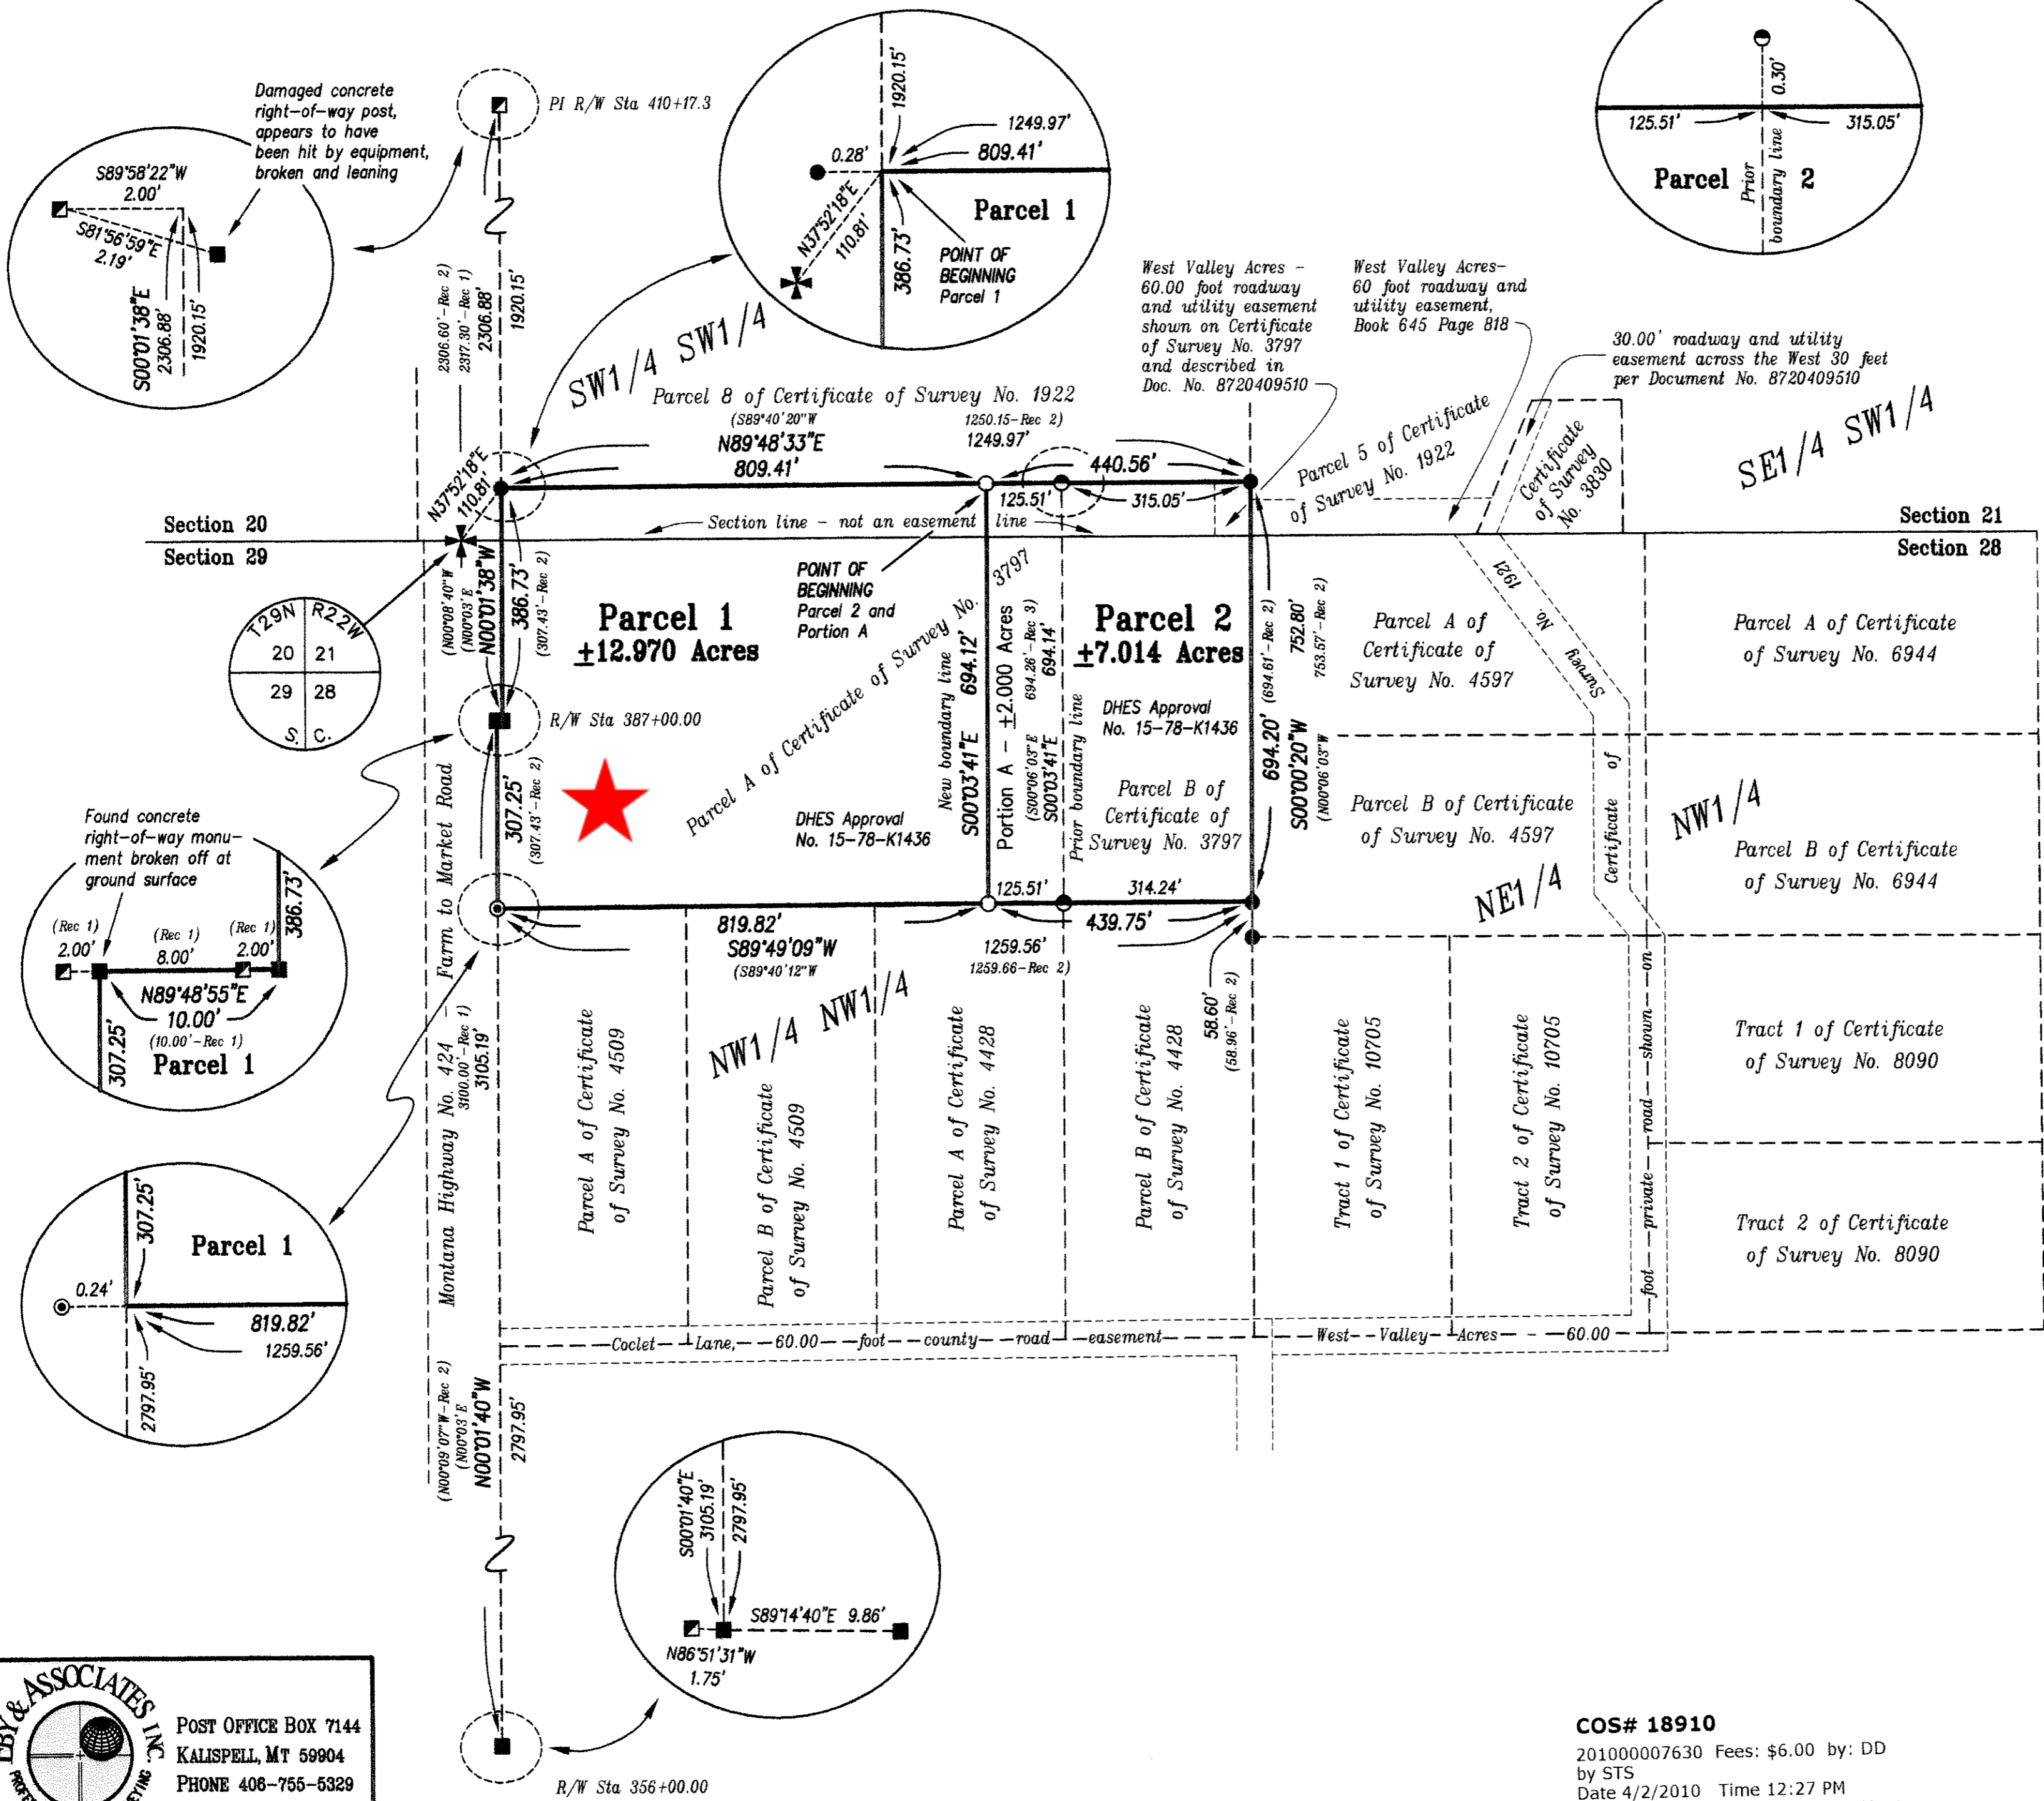 Damaged concrete
right-of-way post,
appears to have
been hit by equipment,
broken and leaning
S89°58'22"W
2.00'
S81°56'59"E
2.19'
S00°01'38"E
2306.88'
1920.15'
PI R/W Sta 410+17.3
2306.60'-Rec 2)
2317.30'-Rec 1)
2306.88'
1920.15'
1920.15'
1249.97'
809.41'
0.28'
N37°52'18"E
110.81'
386.73'
Parcel 1
POINT OF
BEGINNING
Parcel 1
0.30'
125.51'
315.05'
Parcel 2
Prior
boundary line
SW1/4 SW1/4
West Valley Acres -
60.00 foot roadway
and utility easement
shown on Certificate
of Survey No. 3797
and described in
Doc. No. 8720409510
West Valley Acres-
60 foot roadway and
utility easement,
Book 645 Page 818
30.00' roadway and utility
easement across the West 30 feet
per Document No. 8720409510
SE1/4 SW1/4
Parcel 8 of Certificate of Survey No. 1922
(S89°40'20"W
1250.15-Rec 2)
N89°48'33"E
1249.97'
809.41'
440.56'
125.51'
315.05'
Parcel 5 of Certificate
of Survey No. 1922
Certificate
of Survey
No. 3830
N37°52'18"E
110.81'
Section line - not an easement line
Section 20
Section 29
Section 21
Section 28
T29N R22W
20 21
29 28
S. C.
(N00°08'40"W
(N00°03'E
N00°01'38"W
386.73'
(307.43'-Rec 2)
R/W Sta 387+00.00
307.25'
(307.43'-Rec 2)
Parcel 1
±12.970 Acres
POINT OF
BEGINNING
Parcel 2 and
Portion A
Parcel A of Certificate of Survey No. 3797
DHES Approval
No. 15-78-K1436
New boundary line
S00°03'41"E 694.12'
Portion A - ±2.000 Acres
(S00°06'03"E 694.26'-Rec 3)
S00°03'41"E 694.14'
Prior boundary line
Parcel 2
±7.014 Acres
DHES Approval
No. 15-78-K1436
Parcel B of
Certificate of
Survey No. 3797
(694.61'-Rec 2)
694.20'
752.80'
753.57'-Rec 2)
S00°00'20"W
(N00°06'03"W
Parcel A of
Certificate of
Survey No. 4597
Parcel B of Certificate
of Survey No. 4597
NE1/4
NW1/4
Certificate of Survey No. 1921
Parcel A of Certificate
of Survey No. 6944
Parcel B of Certificate
of Survey No. 6944
Tract 1 of Certificate
of Survey No. 8090
Tract 2 of Certificate
of Survey No. 8090
Found concrete
right-of-way monu-
ment broken off at
ground surface
(Rec 1)
2.00'
(Rec 1)
8.00'
(Rec 1)
2.00'
386.73'
N89°48'55"E
10.00'
(10.00'-Rec 1)
307.25'
Parcel 1
819.82'
S89°49'09"W
(S89°40'12"W
1259.56'
1259.66-Rec 2)
125.51'
314.24'
439.75'
58.60'
(58.96'-Rec 2)
Montana Highway No. 424 - Farm to Market Road
3100.00'-Rec 1)
3105.19'
NW1/4 NW1/4
Parcel A of Certificate
of Survey No. 4509
Parcel B of Certificate
of Survey No. 4509
Parcel A of Certificate
of Survey No. 4428
Parcel B of Certificate
of Survey No. 4428
Tract 1 of Certificate
of Survey No. 10705
Tract 2 of Certificate
of Survey No. 10705
307.25'
Parcel 1
0.24'
819.82'
1259.56'
2797.95'
Coclet Lane, 60.00 foot county road easement
West Valley Acres - 60.00
foot private road shown on
(N00°09'07"W-Rec 2)
(N00°03'E
N00°01'40"W
2797.95'
S00°01'40"E
3105.19'
2797.95'
S89°14'40"E 9.86'
N86°51'31"W
1.75'
R/W Sta 356+00.00
& ASSOCIATES INC.
POST OFFICE BOX 7144
KALISPELL, MT 59904
PHONE 406-755-5329
COS# 18910
201000007630 Fees: $6.00 by: DD
by STS
Date 4/2/2010 Time 12:27 PM